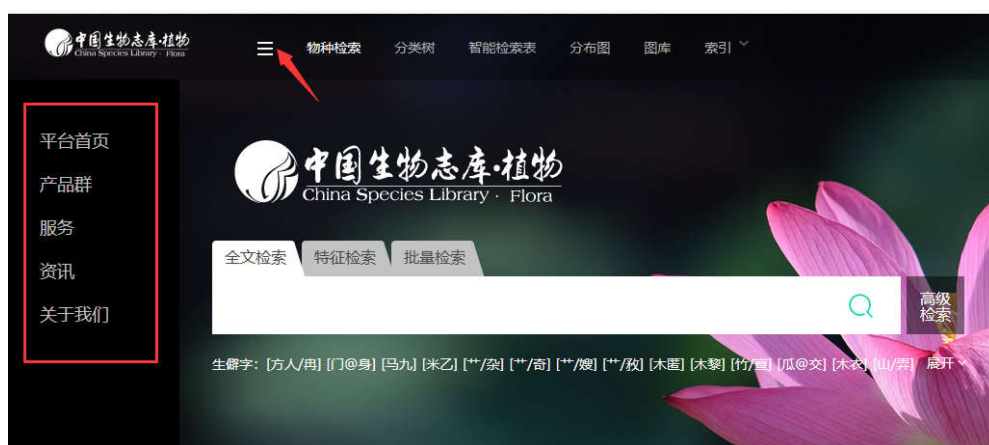 中国生物志库·植物
China Species Library · Flora
物种检索 分类树 智能检索表 分布图 图库 索引
平台首页
产品群
服务
资讯
关于我们
中国生物志库·植物
China Species Library · Flora
全文检索 特征检索 批量检索
高级
检索
生僻字：[方人/冉] [门@身] [马九] [米乙] [艹/杂] [艹/奇] [艹/嫂] [艹/孜] [木匿] [木黎] [竹/亶] [瓜@交] [木衣] [山/弄] 展开